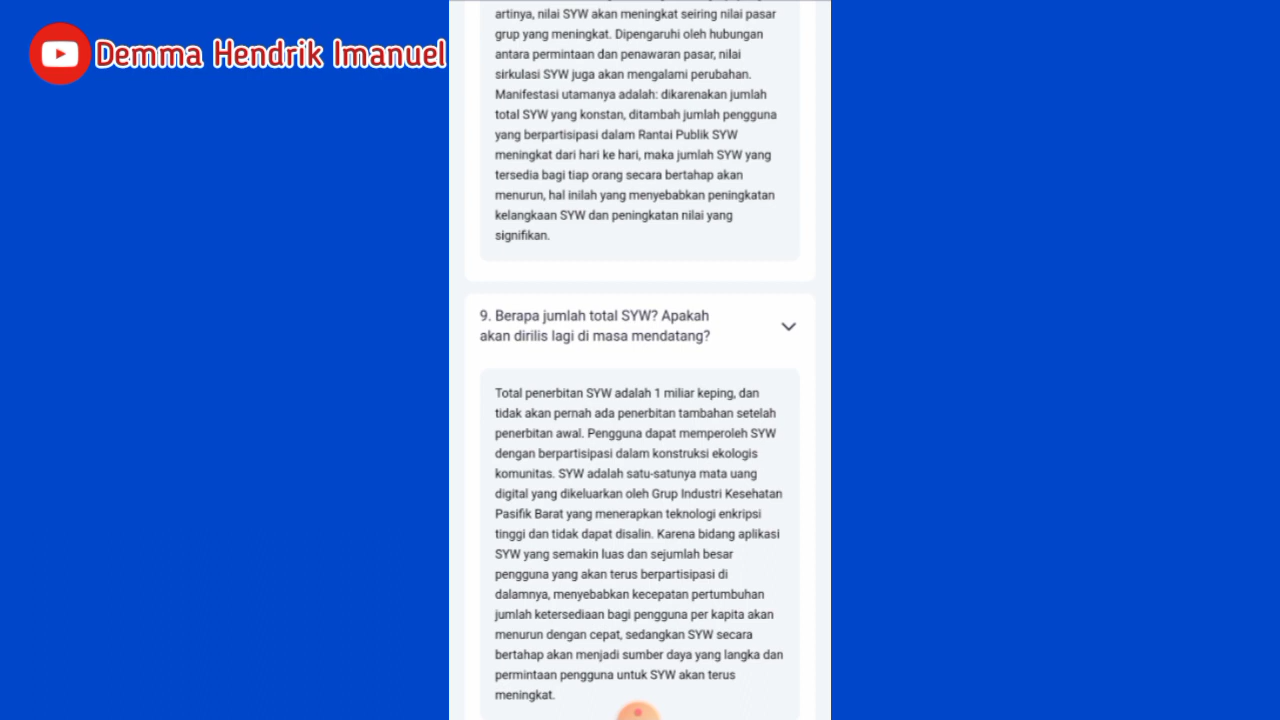 Demma Hendrik Imanuel
artinya, nilai SYW akan meningkat seiring nilai pasar
grup yang meningkat. Dipengaruhi oleh hubungan
antara permintaan dan penawaran pasar, nilai
sirkulasi SYW juga akan mengalami perubahan.
Manifestasi utamanya adalah: dikarenakan jumlah
total SYW yang konstan, ditambah jumlah pengguna
yang berpartisipasi dalam Rantai Publik SYW
meningkat dari hari ke hari, maka jumlah SYW yang
tersedia bagi tiap orang secara bertahap akan
menurun, hal inilah yang menyebabkan peningkatan
kelangkaan SYW dan peningkatan nilai yang
signifikan.
9. Berapa jumlah total SYW? Apakah
akan dirilis lagi di masa mendatang?
Total penerbitan SYW adalah 1 miliar keping, dan
tidak akan pernah ada penerbitan tambahan setelah
penerbitan awal. Pengguna dapat memperoleh SYW
dengan berpartisipasi dalam konstruksi ekologis
komunitas. SYW adalah satu-satunya mata uang
digital yang dikeluarkan oleh Grup Industri Kesehatan
Pasifik Barat yang menerapkan teknologi enkripsi
tinggi dan tidak dapat disalin. Karena bidang aplikasi
SYW yang semakin luas dan sejumlah besar
pengguna yang akan terus berpartisipasi di
dalamnya, menyebabkan kecepatan pertumbuhan
jumlah ketersediaan bagi pengguna per kapita akan
menurun dengan cepat, sedangkan SYW secara
bertahap akan menjadi sumber daya yang langka dan
permintaan pengguna untuk SYW akan terus
meningkat.